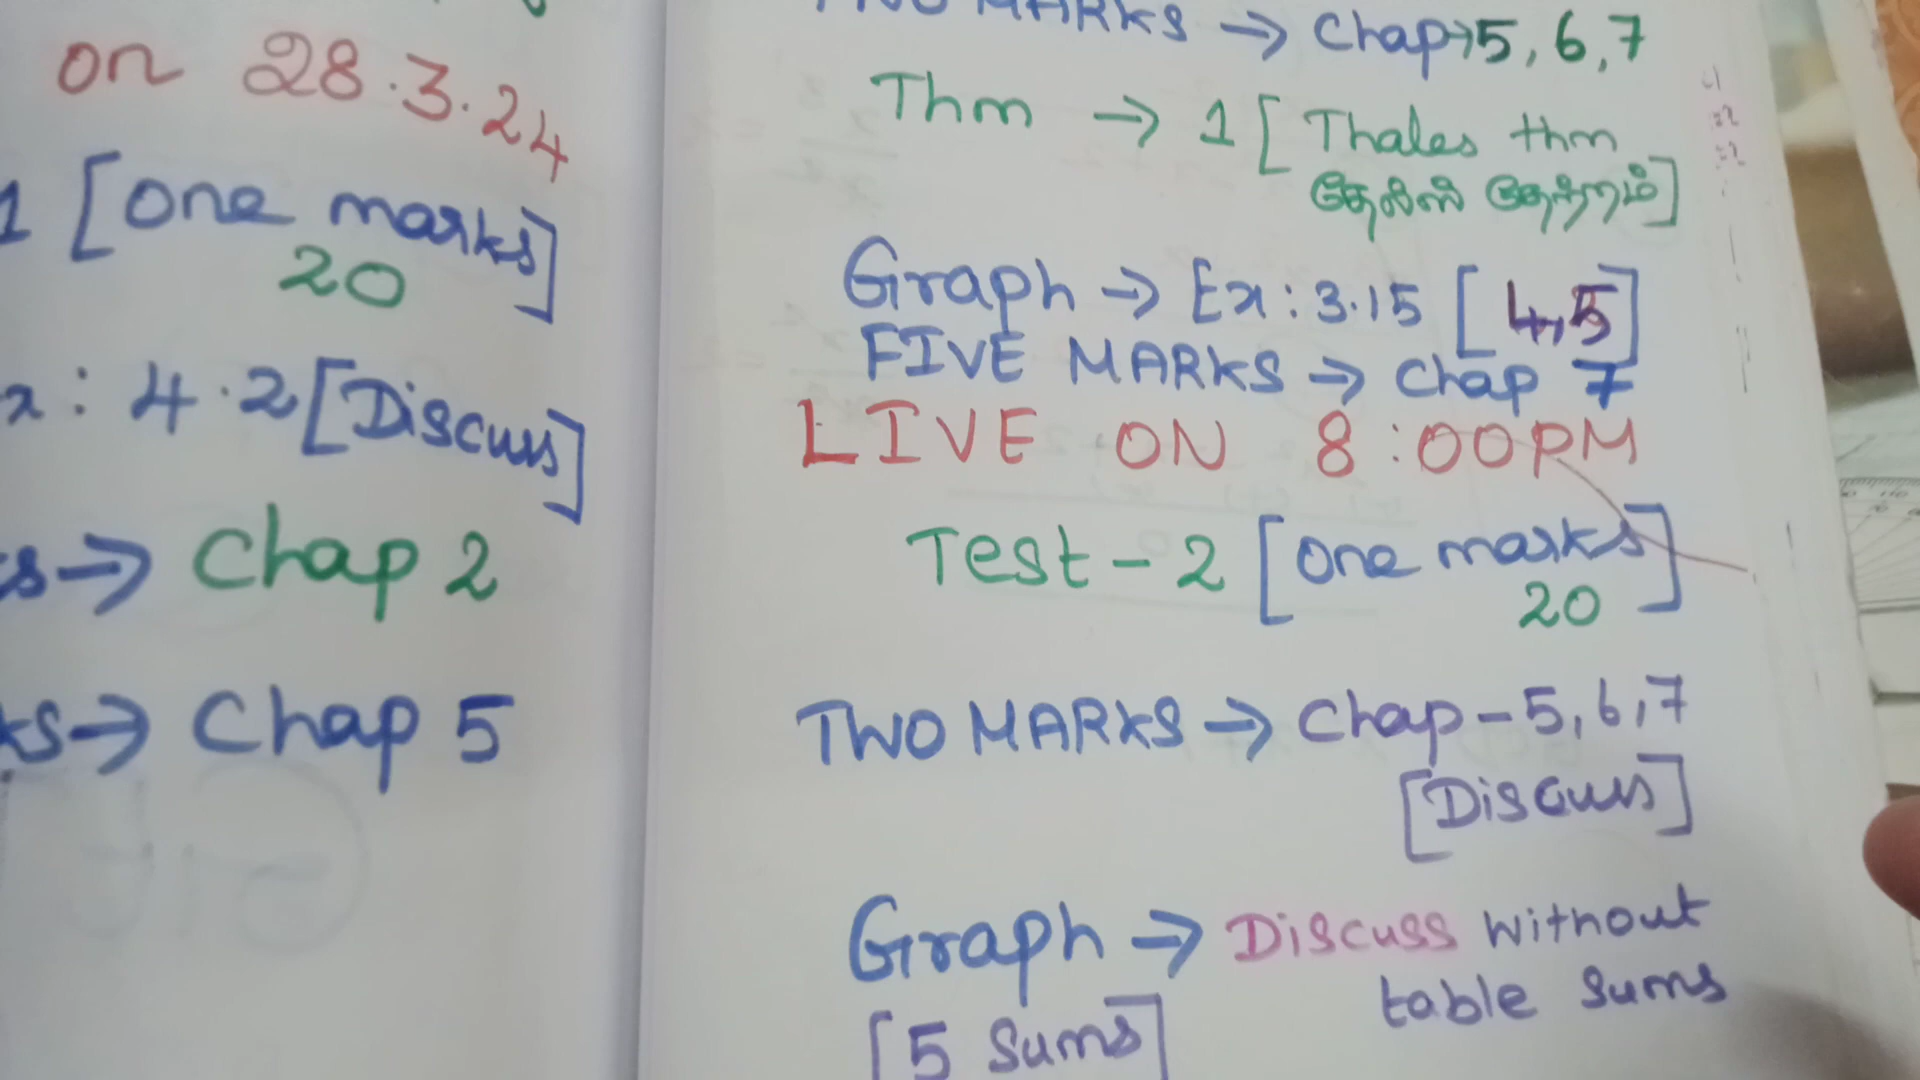 on 28.3.24
1 [one marks]
20
x: 4.2 [Discuss]
s→ Chap 2
ks→ Chap 5
TWO MARKS → Chap→5, 6, 7
Thm → 1 [Thales thm
தேலஸ் தேற்றம்]
Graph → Ex: 3.15 [4,5]
FIVE MARKS → Chap 7
LIVE ON 8:00PM
Test - 2 [one marks]
20
TWO MARKS → Chap - 5, 6, 7
[Discuss]
Graph → Discuss without
table sums
[5 Sums]